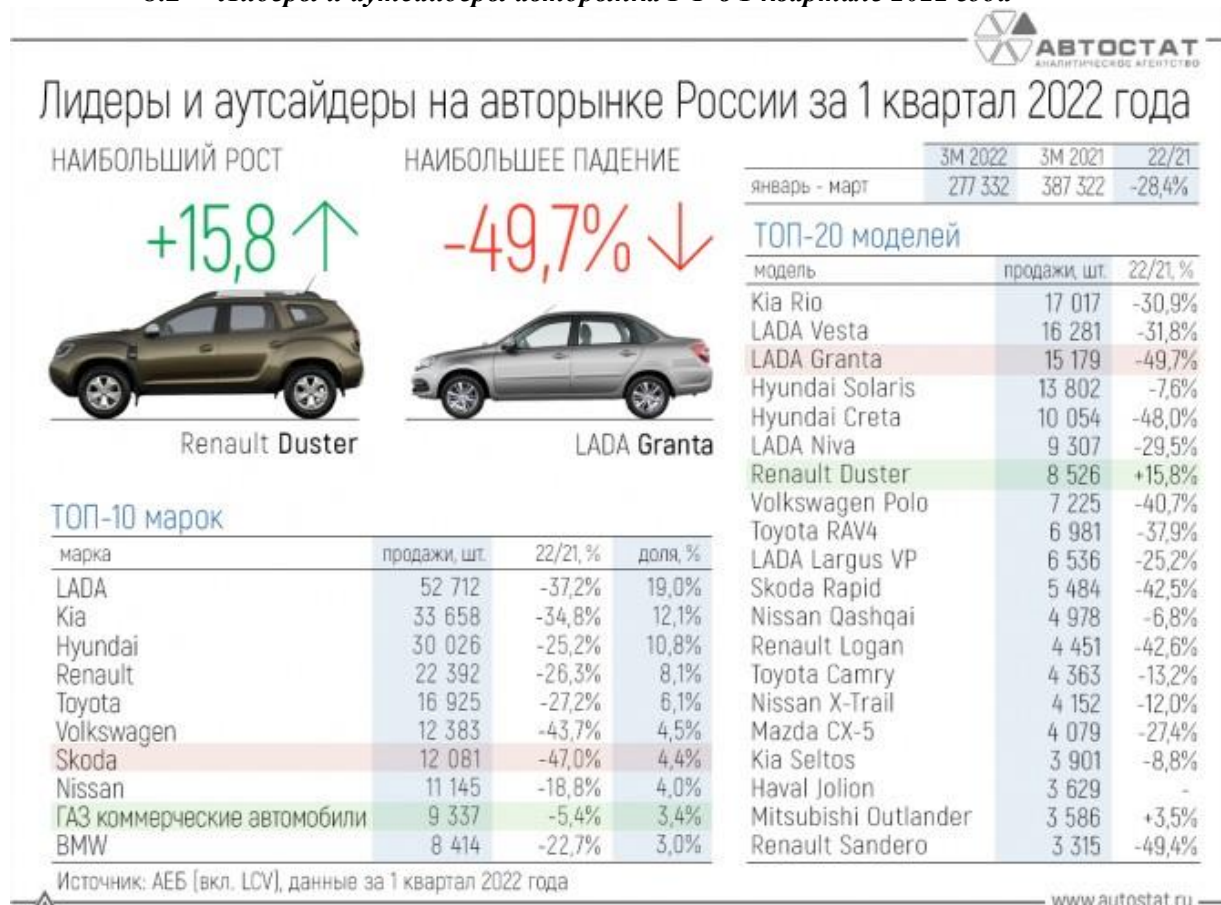 Лидеры и аутсайдеры авторынка
в 1 квартале 2022 года
АВТОСТАТ
АНАЛИТИЧЕСКОЕ АГЕНТСТВО
Лидеры и аутсайдеры на авторынке России за 1 квартал 2022 года
НАИБОЛЬШИЙ РОСТ
+15,8
Renault Duster
НАИБОЛЬШЕЕ ПАДЕНИЕ
-49,7%
LADA Granta
3М 2022 3М 2021 22/21
январь - март 277 332 387 322 -28,4%
ТОП-10 марок
марка продажи, шт. 22/21, % доля, %
LADA 52 712 -37,2% 19,0%
Kia 33 658 -34,8% 12,1%
Hyundai 30 026 -25,2% 10,8%
Renault 22 392 -26,3% 8,1%
Toyota 16 925 -27,2% 6,1%
Volkswagen 12 383 -43,7% 4,5%
Skoda 12 081 -47,0% 4,4%
Nissan 11 145 -18,8% 4,0%
ГАЗ коммерческие автомобили 9 337 -5,4% 3,4%
BMW 8 414 -22,7% 3,0%
ТОП-20 моделей
модель продажи, шт. 22/21, %
Kia Rio 17 017 -30,9%
LADA Vesta 16 281 -31,8%
LADA Granta 15 179 -49,7%
Hyundai Solaris 13 802 -7,6%
Hyundai Creta 10 054 -48,0%
LADA Niva 9 307 -29,5%
Renault Duster 8 526 +15,8%
Volkswagen Polo 7 225 -40,7%
Toyota RAV4 6 981 -37,9%
LADA Largus VP 6 536 -25,2%
Skoda Rapid 5 484 -42,5%
Nissan Qashqai 4 978 -6,8%
Renault Logan 4 451 -42,6%
Toyota Camry 4 363 -13,2%
Nissan X-Trail 4 152 -12,0%
Mazda CX-5 4 079 -27,4%
Kia Seltos 3 901 -8,8%
Haval Jolion 3 629 -
Mitsubishi Outlander 3 586 +3,5%
Renault Sandero 3 315 -49,4%
Источник: АЕБ (вкл. LCV), данные за 1 квартал 2022 года
www.autostat.ru